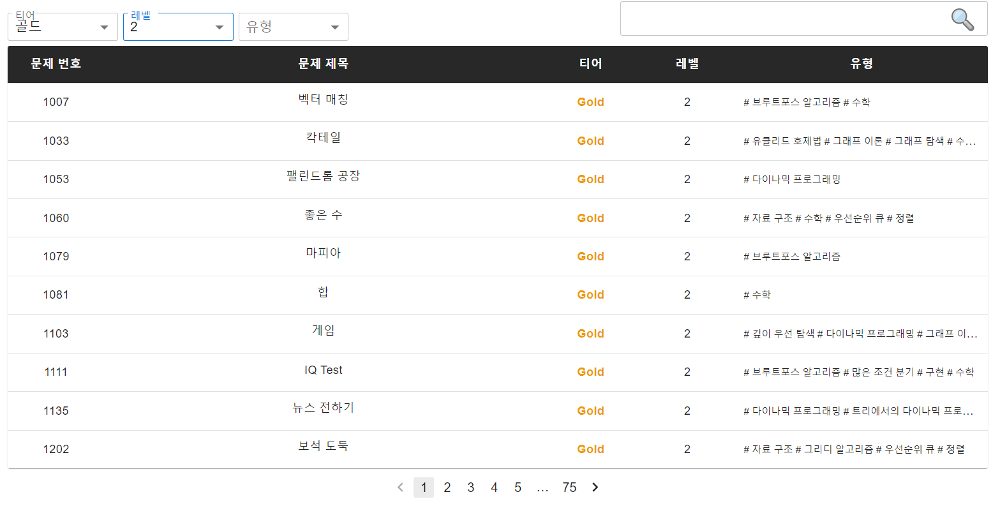 티어 레벨
골드 2 유형
문제 번호 문제 제목 티어 레벨 유형
1007 벡터 매칭 Gold 2 # 브루트포스 알고리즘 # 수학
1033 칵테일 Gold 2 # 유클리드 호제법 # 그래프 이론 # 그래프 탐색 # 수...
1053 팰린드롬 공장 Gold 2 # 다이나믹 프로그래밍
1060 좋은 수 Gold 2 # 자료 구조 # 수학 # 우선순위 큐 # 정렬
1079 마피아 Gold 2 # 브루트포스 알고리즘
1081 합 Gold 2 # 수학
1103 게임 Gold 2 # 깊이 우선 탐색 # 다이나믹 프로그래밍 # 그래프 이...
1111 IQ Test Gold 2 # 브루트포스 알고리즘 # 많은 조건 분기 # 구현 # 수학
1135 뉴스 전하기 Gold 2 # 다이나믹 프로그래밍 # 트리에서의 다이나믹 프로...
1202 보석 도둑 Gold 2 # 자료 구조 # 그리디 알고리즘 # 우선순위 큐 # 정렬
1 2 3 4 5 ... 75